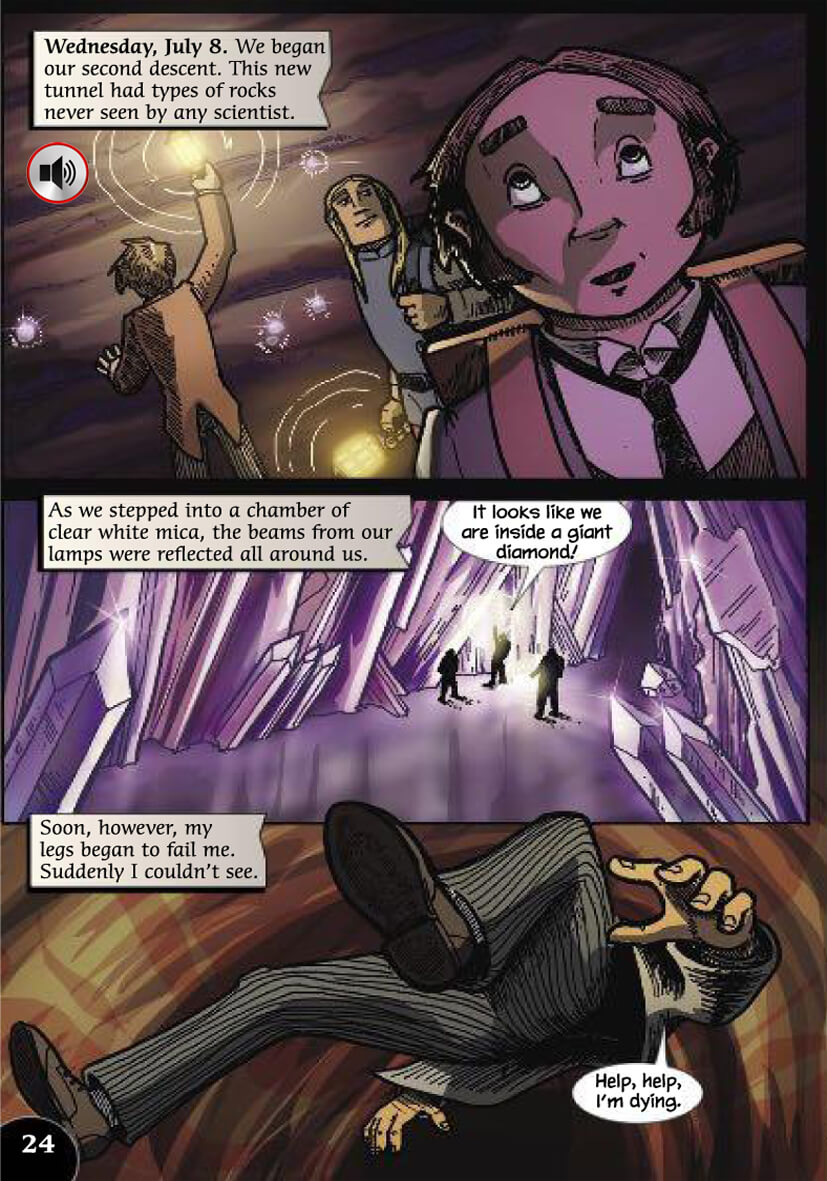 Wednesday, July 8. We began
our second descent. This new
tunnel had types of rocks
never seen by any scientist.
As we stepped into a chamber of
clear white mica, the beams from our
lamps were reflected all around us.
It looks like we
are inside a giant
diamond!
Soon, however, my
legs began to fail me.
Suddenly I couldn't see.
Help, help,
I'm dying.
24